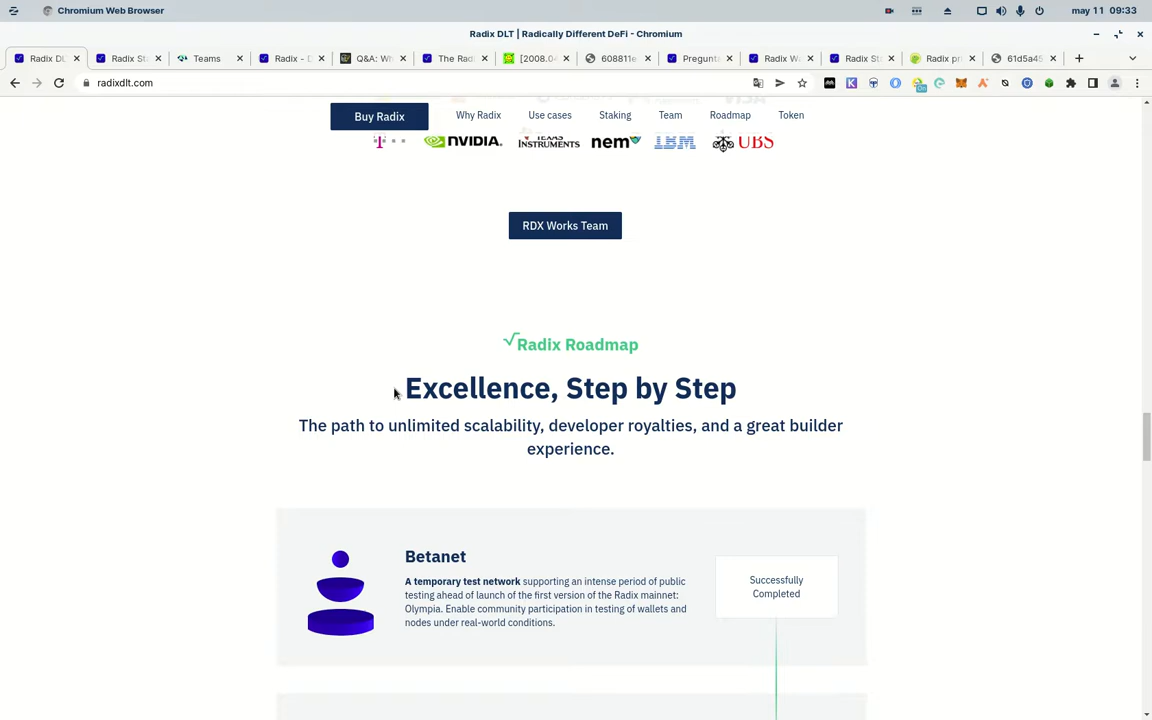 Chromium Web Browser
may 11 09:33
Radix DLT | Radically Different DeFi - Chromium
Radix DL
Radix St
Teams
Radix - D
Q&A: Wh
The Rad
[2008.04
608811e
Pregunta
Radix W
Radix St
Radix pr
61d5a45
radixdlt.com
Buy Radix
Why Radix
Use cases
Staking
Team
Roadmap
Token
T
NVIDIA.
TEXAS INSTRUMENTS
nem
IBM
UBS
RDX Works Team
Radix Roadmap
Excellence, Step by Step
The path to unlimited scalability, developer royalties, and a great builder
experience.
Betanet
A temporary test network supporting an intense period of public
testing ahead of launch of the first version of the Radix mainnet:
Olympia. Enable community participation in testing of wallets and
nodes under real-world conditions.
Successfully
Completed